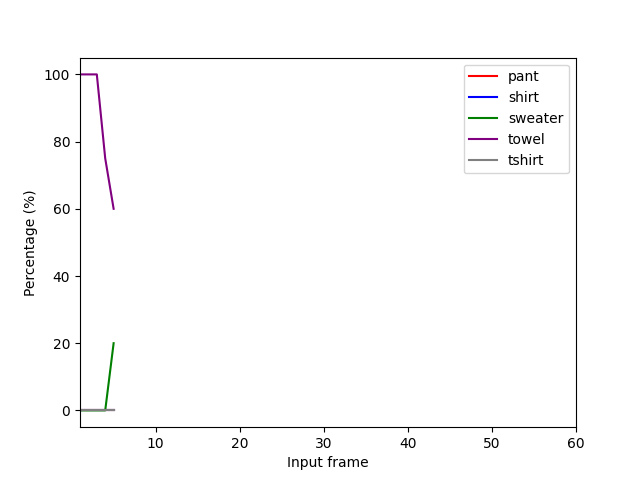 100
80
60
40
20
0
Percentage (%)
pant
shirt
sweater
towel
tshirt
10 20 30 40 50 60
Input frame